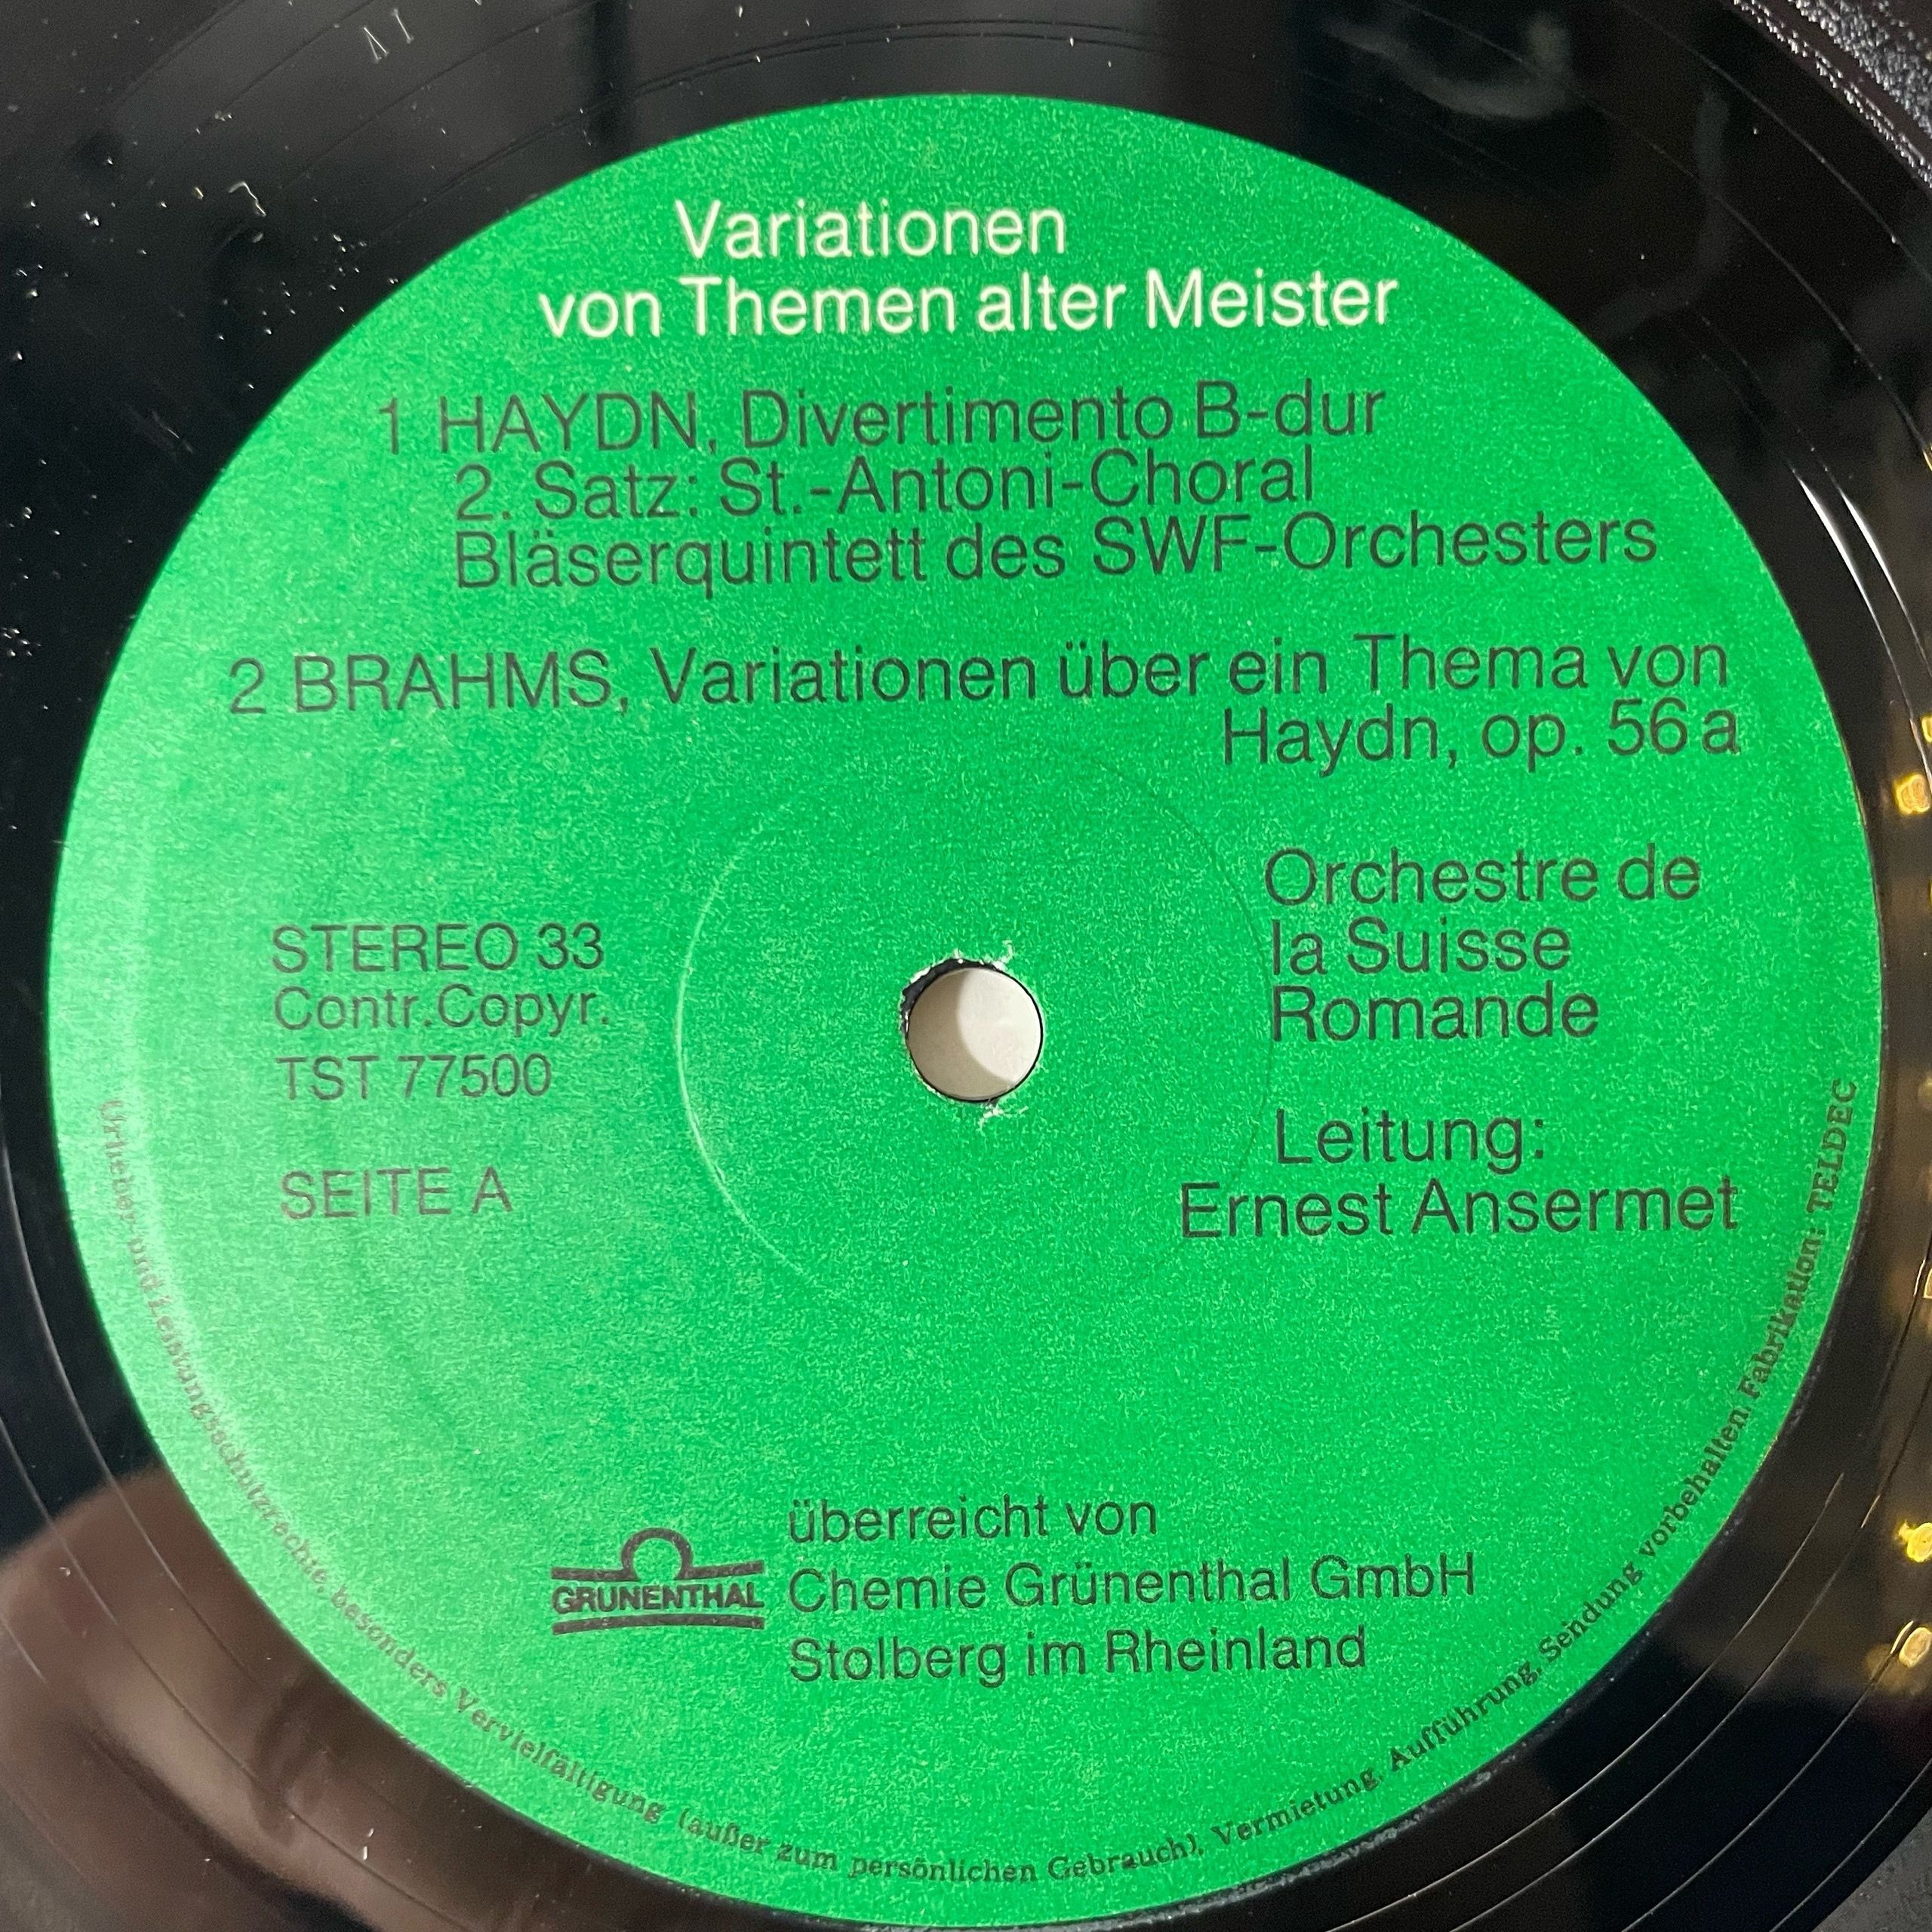 Variationen
von Themen alter Meister
1 HAYDN, Divertimento B-dur
2. Satz: St.-Antoni-Choral
Bläserquintett des SWF-Orchesters
2 BRAHMS, Variationen über ein Thema von
Haydn, op. 56a
Orchestre de
la Suisse
Romande
Leitung:
Ernest Ansermet
STEREO 33
Contr.Copyr.
TST 77500
SEITE A
GRÜNENTHAL
überreicht von
Chemie Grünenthal GmbH
Stolberg im Rheinland
Urheber und Leistungsschutzrechte, besonders Vervielfältigung (außer zum persönlichen Gebrauch), Vermietung, Aufführung, Sendung vorbehalten. Fabrikation: TELDEC